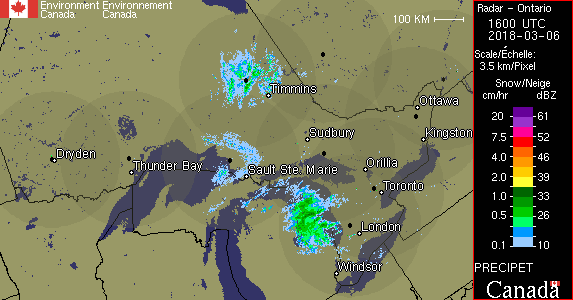 Environment Environnement
Canada Canada
100 KM
Timmins
Ottawa
Sudbury
Kingston
Dryden
Thunder Bay
Sault Ste. Marie
Orillia
Toronto
London
Windsor
Radar - Ontario
1600 UTC
2018-03-06
Scale/Échelle:
3.5 km/Pixel
Snow/Neige
cm/hr dBZ
20 61
7.5 52
4.0 46
2.0 39
1.0 33
0.5 26
0.1 10
PRECIPET
Canada